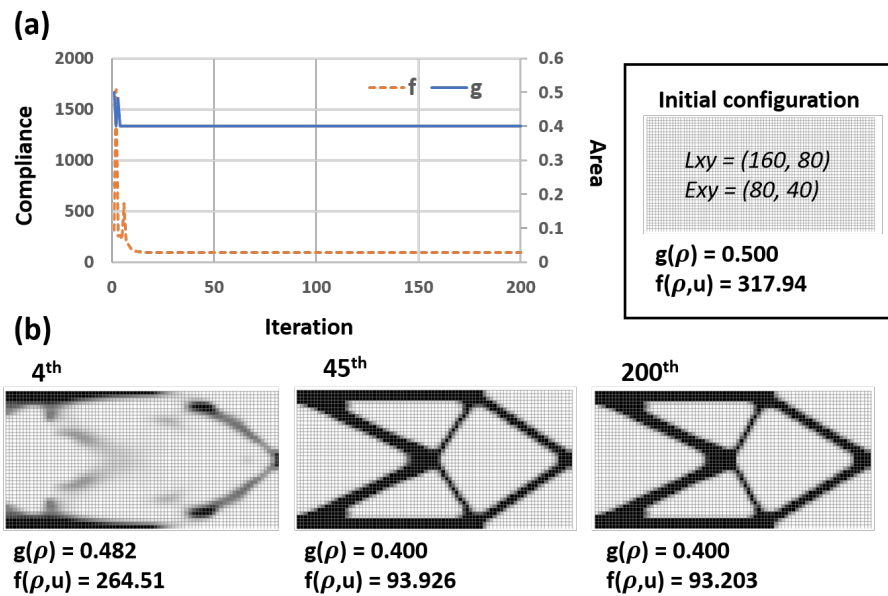 (a)
2000
1500
1000
500
0
Compliance
f
g
0.6
0.5
0.4
0.3
0.2
0.1
0
Area
0
50
100
150
200
Iteration
Initial configuration
Lxy = (160, 80)
Exy = (80, 40)
g(ρ) = 0.500
f(ρ,u) = 317.94
(b)
4th
45th
200th
g(ρ) = 0.482
f(ρ,u) = 264.51
g(ρ) = 0.400
f(ρ,u) = 93.926
g(ρ) = 0.400
f(ρ,u) = 93.203